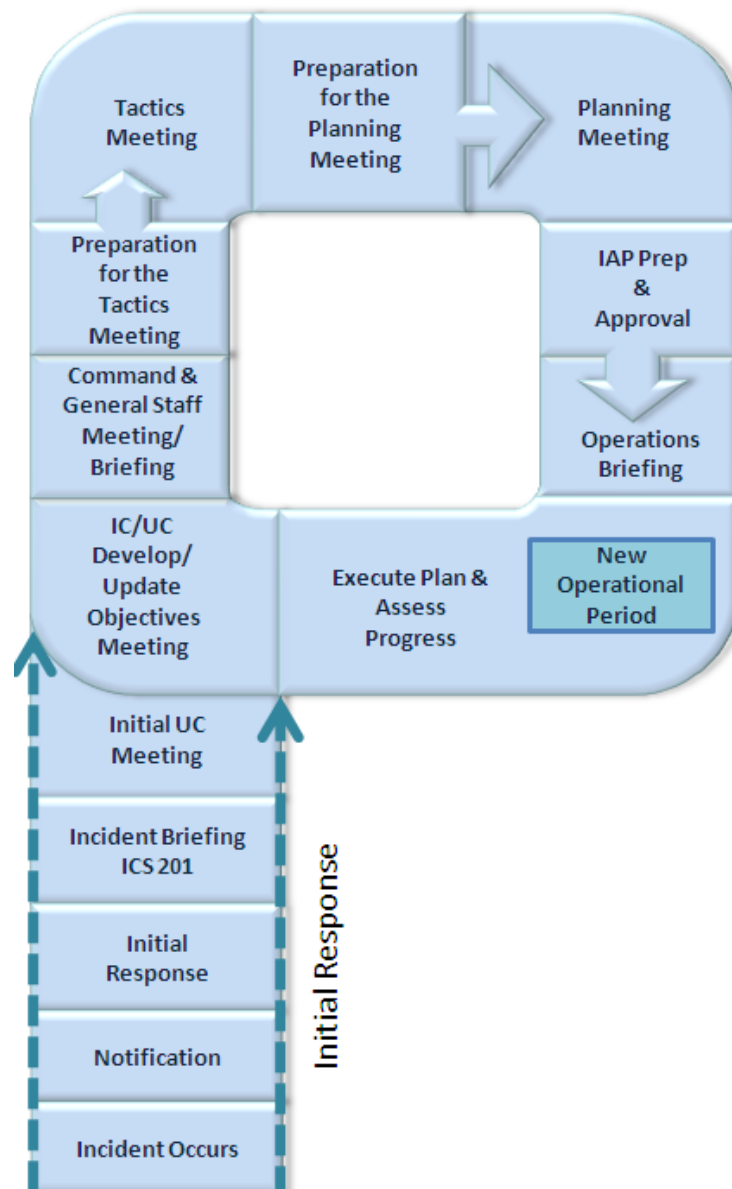 Tactics
Meeting
Preparation
for the
Planning
Meeting
Planning
Meeting
Preparation
for the
Tactics
Meeting
IAP Prep
&
Approval
Command &
General Staff
Meeting/
Briefing
Operations
Briefing
IC/UC
Develop/
Update
Objectives
Meeting
Execute Plan &
Assess
Progress
New
Operational
Period
Initial UC
Meeting
Incident Briefing
ICS 201
Initial
Response
Notification
Incident Occurs
Initial Response